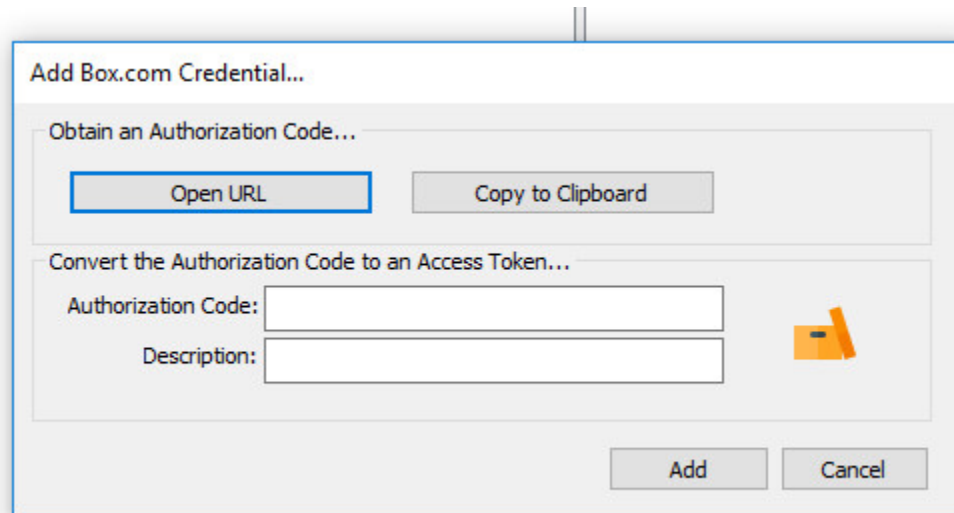 Add Box.com Credential...
Obtain an Authorization Code...
Open URL
Copy to Clipboard
Convert the Authorization Code to an Access Token...
Authorization Code:
Description:
Add
Cancel